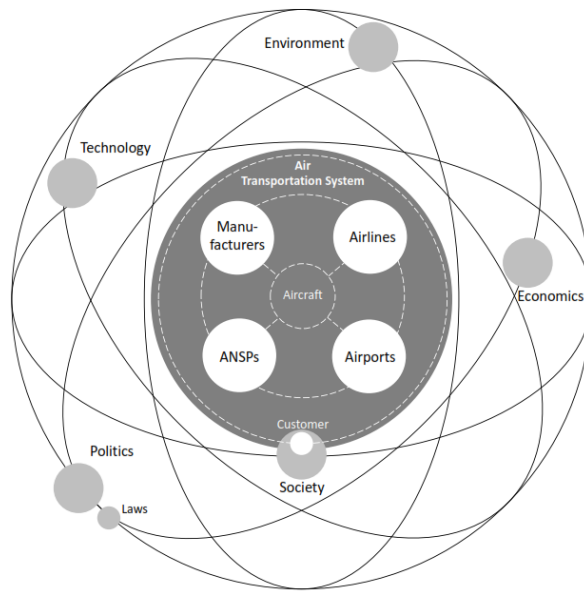 Environment
Technology
Air
Transportation System
Manu-
facturers
Airlines
Aircraft
Economics
ANSPs
Airports
Customer
Politics
Society
Laws